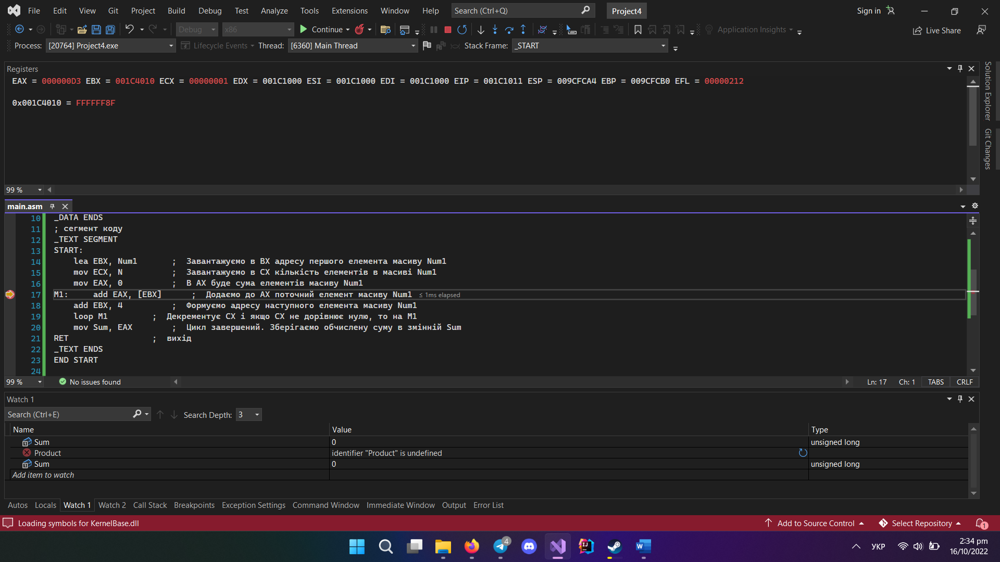 File Edit View Git Project Build Debug Test Analyze Tools Extensions Window Help Search (Ctrl+Q) Project4 Sign in
Debug x86 Continue Application Insights Live Share
Process: [20764] Project4.exe Lifecycle Events Thread: [6360] Main Thread Stack Frame: _START
Registers
EAX = 000000D3 EBX = 001C4010 ECX = 00000001 EDX = 001C1000 ESI = 001C1000 EDI = 001C1000 EIP = 001C1011 ESP = 009CFCA4 EBP = 009CFCB0 EFL = 00000212
0x001C4010 = FFFFFF8F
Solution Explorer
Git Changes
99 %
main.asm
10 _DATA ENDS
11 ; сегмент коду
12 _TEXT SEGMENT
13 START:
14 lea EBX, Num1 ; Завантажуємо в BX адресу першого елемента масиву Num1
15 mov ECX, N ; Завантажуємо в CX кількість елементів в масиві Num1
16 mov EAX, 0 ; В AX буде сума елементів масиву Num1
17 M1: add EAX, [EBX] ; Додаємо до AX поточний елемент масиву Num1 ≤ 1ms elapsed
18 add EBX, 4 ; Формуємо адресу наступного елемента масиву Num1
19 loop M1 ; Декрементує CX і якщо CX не дорівнює нулю, то на M1
20 mov Sum, EAX ; Цикл завершений. Зберігаємо обчислену суму в змінній Sum
21 RET ; вихід
22 _TEXT ENDS
23 END START
24
99 % No issues found Ln: 17 Ch: 1 TABS CRLF
Watch 1
Search (Ctrl+E) Search Depth: 3
Name Value Type
Sum 0 unsigned long
Product identifier "Product" is undefined
Sum 0 unsigned long
Add item to watch
Autos Locals Watch 1 Watch 2 Call Stack Breakpoints Exception Settings Command Window Immediate Window Output Error List
Loading symbols for KernelBase.dll Add to Source Control Select Repository 1
4 IJ W УКР 2:34 pm
16/10/2022